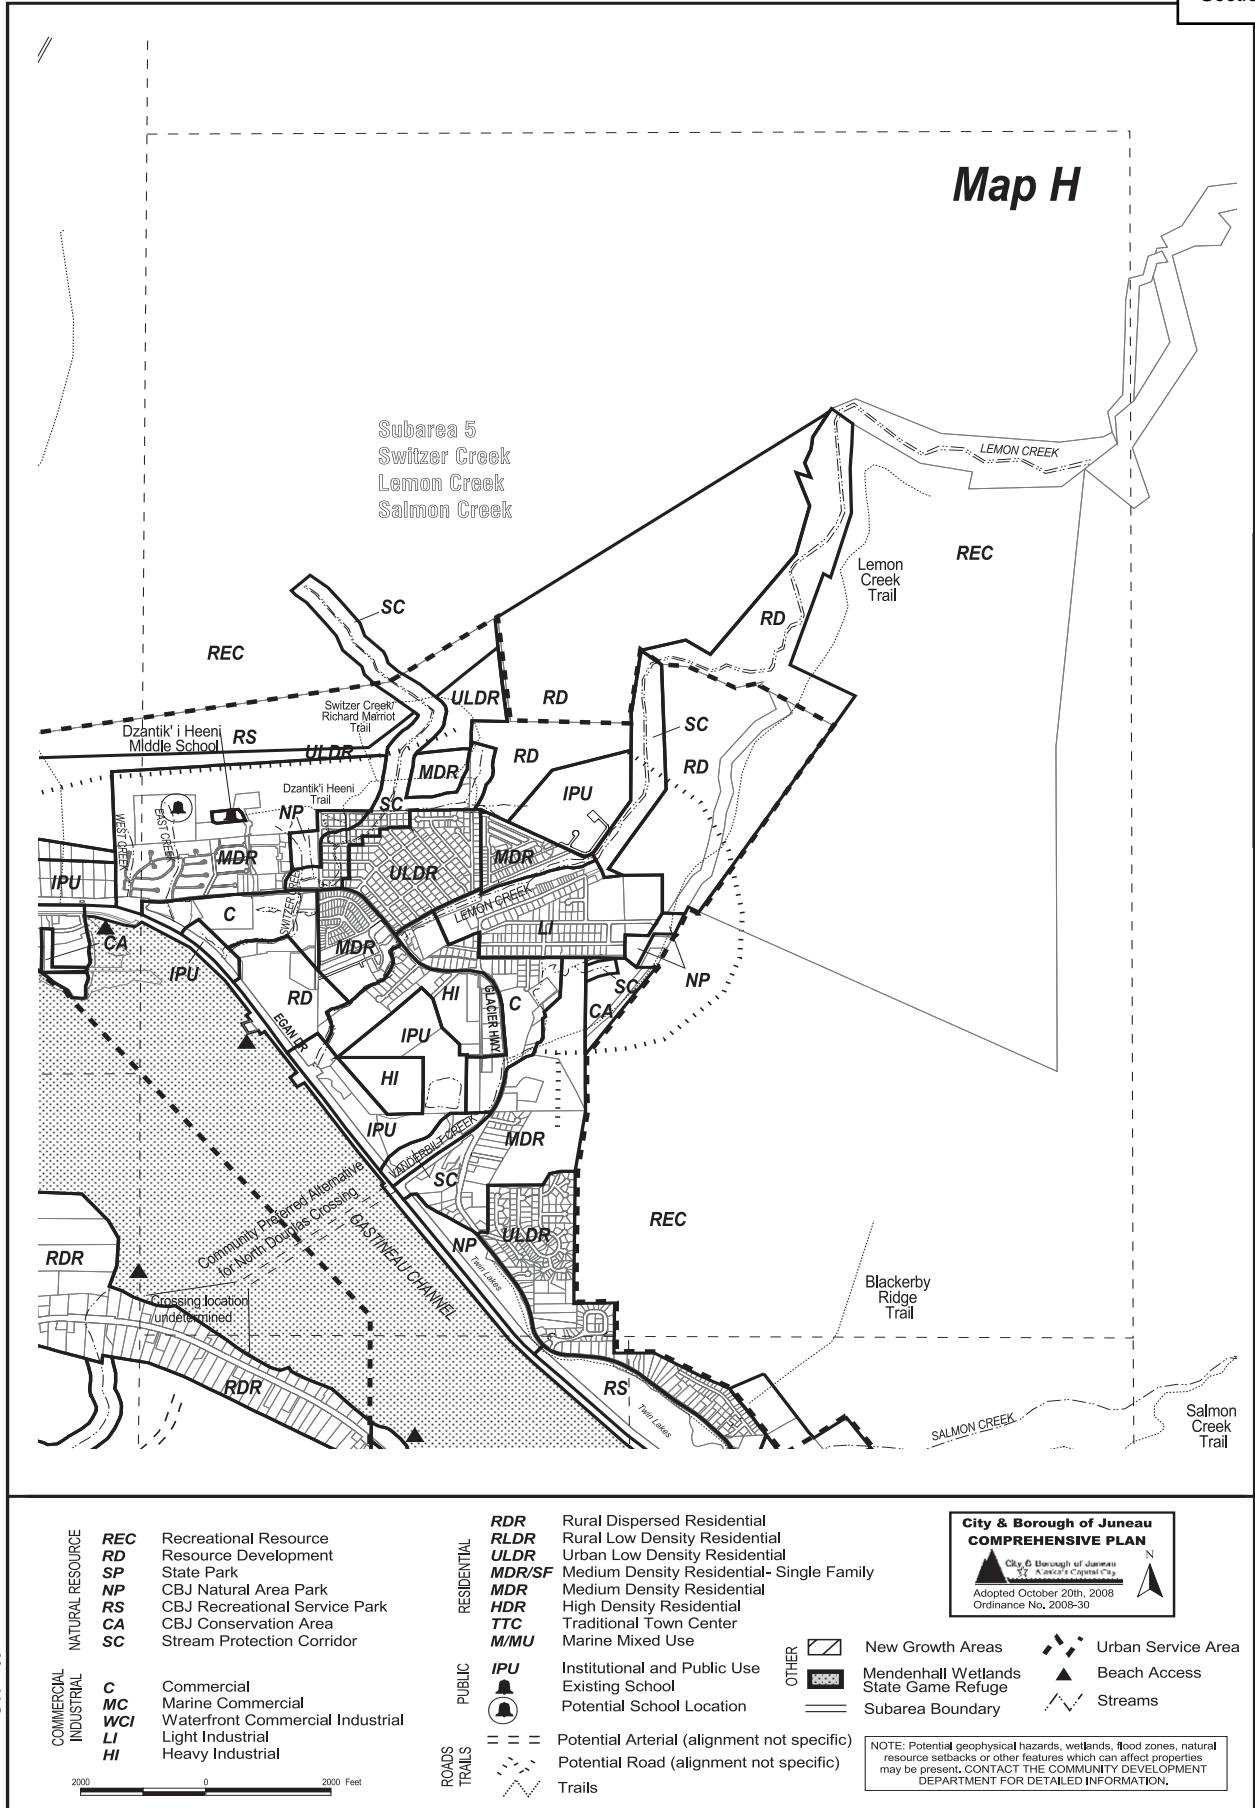 Map H
Subarea 5
Switzer Creek
Lemon Creek
Salmon Creek
LEMON CREEK
REC
Lemon
Creek
Trail
SC
RD
REC
ULDR
RD
Switzer Creek/
Richard Marriot
Trail
SC
Dzantik' i Heeni
Middle School
RS
ULDR
RD
RD
MDR
IPU
Dzantik'i Heeni
Trail
NP
SC
WEST CREEK
EAST CREEK
MDR
MDR
ULDR
IPU
LEMON CREEK
SWITZER CREEK
C
LI
CA
MDR
IPU
NP
SC
RD
HI
C
GLACIER HWY
CA
EGAN DR
IPU
HI
IPU
VANDERBILT CREEK
MDR
SC
Community Preferred Alternative
for North Douglas Crossing
GASTINEAU CHANNEL
REC
ULDR
NP
RDR
Twin Lakes
Crossing location
undetermined
Blackerby
Ridge
Trail
RDR
RS
Twin Lakes
SALMON CREEK
Salmon
Creek
Trail
NATURAL RESOURCE
REC Recreational Resource
RD Resource Development
SP State Park
NP CBJ Natural Area Park
RS CBJ Recreational Service Park
CA CBJ Conservation Area
SC Stream Protection Corridor
COMMERCIAL
INDUSTRIAL
C Commercial
MC Marine Commercial
WCI Waterfront Commercial Industrial
LI Light Industrial
HI Heavy Industrial
2000 0 2000 Feet
RESIDENTIAL
RDR Rural Dispersed Residential
RLDR Rural Low Density Residential
ULDR Urban Low Density Residential
MDR/SF Medium Density Residential- Single Family
MDR Medium Density Residential
HDR High Density Residential
TTC Traditional Town Center
M/MU Marine Mixed Use
PUBLIC
IPU Institutional and Public Use
Existing School
Potential School Location
ROADS
TRAILS
Potential Arterial (alignment not specific)
Potential Road (alignment not specific)
Trails
OTHER
New Growth Areas
Mendenhall Wetlands
State Game Refuge
Subarea Boundary
Urban Service Area
Beach Access
Streams
City & Borough of Juneau
COMPREHENSIVE PLAN
City & Borough of Juneau
Alaska's Capital City
N
Adopted October 20th, 2008
Ordinance No. 2008-30
NOTE: Potential geophysical hazards, wetlands, flood zones, natural
resource setbacks or other features which can affect properties
may be present. CONTACT THE COMMUNITY DEVELOPMENT
DEPARTMENT FOR DETAILED INFORMATION.